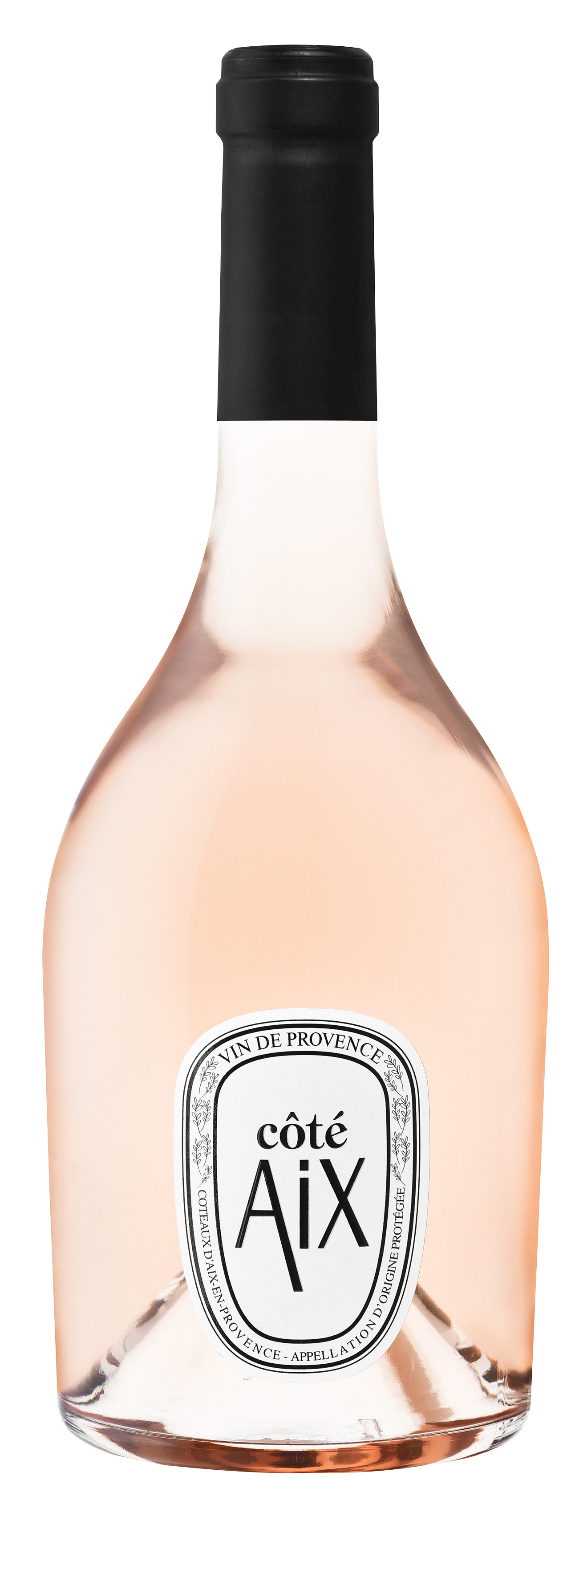 VIN DE PROVENCE
côté
AiX
COTEAUX D'AIX-EN-PROVENCE - APPELLATION D'ORIGINE PROTÉGÉE